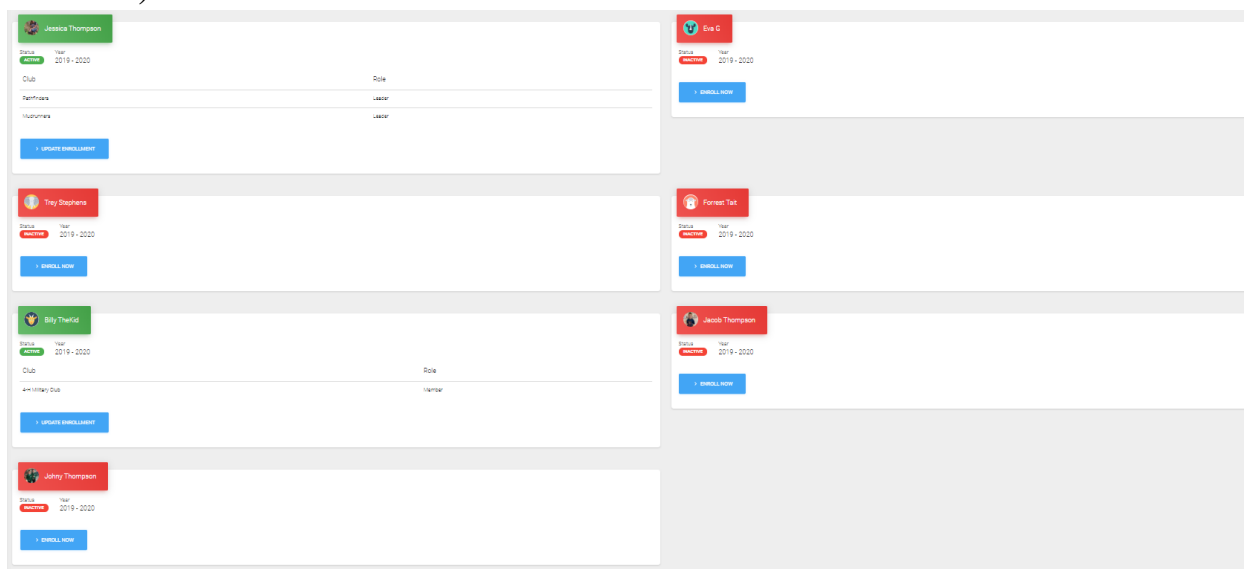 Jessica Thompson
Status Year
ACTIVE 2019 - 2020
Club Role
Pathfinders Leader
Mudrunners Leader
> UPDATE ENROLLMENT
Eva G
Status Year
INACTIVE 2019 - 2020
> ENROLL NOW
Trey Stephens
Status Year
INACTIVE 2019 - 2020
> ENROLL NOW
Forrest Tait
Status Year
INACTIVE 2019 - 2020
> ENROLL NOW
Billy TheKid
Status Year
ACTIVE 2019 - 2020
Club Role
4-H Military Club Member
> UPDATE ENROLLMENT
Jacob Thompson
Status Year
INACTIVE 2019 - 2020
> ENROLL NOW
Johny Thompson
Status Year
INACTIVE 2019 - 2020
> ENROLL NOW